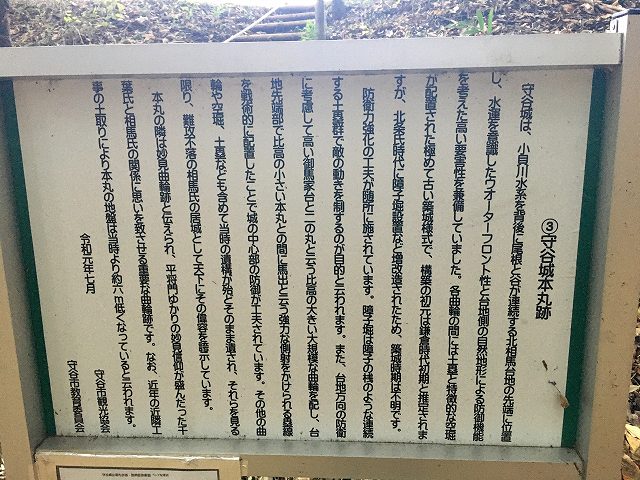 ③守谷城本丸跡
守谷城は、小貝川水系を背後に尾根と谷が連続する北相馬台地の先端に位置
し、水運を意識したウオーターフロント性と台地側の自然地形による防御機能
を考えた高い要害性を兼備していました。各曲輪の間には土塁と特徴的な空堀
が配置された極めて古い築城様式で、構築の初元は鎌倉時代初期と推定されま
すが、北条氏時代に障子堀設置など増改造されたため、築城時期は不明です。
防衛力強化の工夫が随所に施されています。障子堀は障子の桟のような連続
する土塁群で敵の動きを制するのが目的と云われます。また、台地方向の防衛
に考慮して高い御馬家台と二の丸と云う比高の大きい大規模な曲輪を配し、台
地先端部で比高の小さい本丸との間に馬出と云う強力な側射をかけられる塁線
を戦術的に配置したことで城の中心部の防御が工夫されています。その他の曲
輪や空堀、土塁なども含めて当時の遺構が殆どそのまま遺され、それらを見る
限り、難攻不落の相馬氏の居城として天下にその偉容を誇示しています。
本丸の隣は妙見曲輪跡と伝えられ、平将門ゆかりの妙見信仰が盛んだった千
葉氏と相馬氏の関係に思いを致させる重要な曲輪跡です。なお、近年の近隣工
事の土取りにより本丸の地盤は当時より約六m低くなっていると云われます。
令和元年七月
守谷市観光協会
守谷市教育委員会